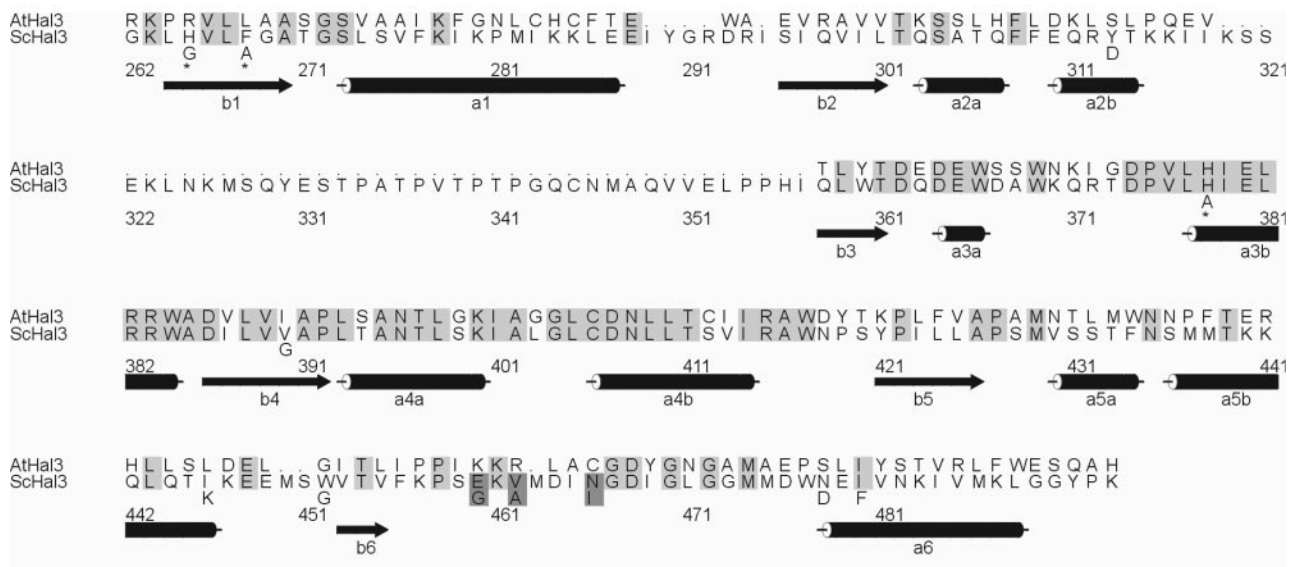 AtHal3 R K P R V L L A A S G S V A A I K F G N L C H C F T E . . . . W A . E V R A V V T K S S L H F L D K L S L P Q E V . . .
ScHal3 G K L H V L F G A T G S L S V F K I K P M I K K L E E I Y G R D R I S I Q V I L T Q S A T Q F F E Q R Y T K K I I K S S
G A D
* *
262 271 281 291 301 311 321
b1 a1 b2 a2a a2b
AtHal3 . . . . . . . . . . . . . . . . . . . . . . . . . . . . . . . . . . . . T L Y T D E D E W S S W N K I G D P V L H I E L
ScHal3 E K L N K M S Q Y E S T P A T P V T P T P G Q C N M A Q V V E L P P H I Q L W T D Q D E W D A W K Q R T D P V L H I E L
A
*
322 331 341 351 361 371 381
b3 a3a a3b
AtHal3 R R W A D V L V I A P L S A N T L G K I A G G L C D N L L T C I I R A W D Y T K P L F V A P A M N T L M W N N P F T E R
ScHal3 R R W A D I L V V A P L T A N T L S K I A L G L C D N L L T S V I R A W N P S Y P I L L A P S M V S S T F N S M M T K K
G
382 391 401 411 421 431 441
b4 a4a a4b b5 a5a a5b
AtHal3 H L L S L D E L . . G I T L I P P I K K R . L A C G D Y G N G A M A E P S L I Y S T V R L F W E S Q A H
ScHal3 Q L Q T I K E E M S W V T V F K P S E K V M D I N G D I G L G G M M D W N E I V N K I V M K L G G Y P K
K G G A I D F
442 451 461 471 481
b6 a6